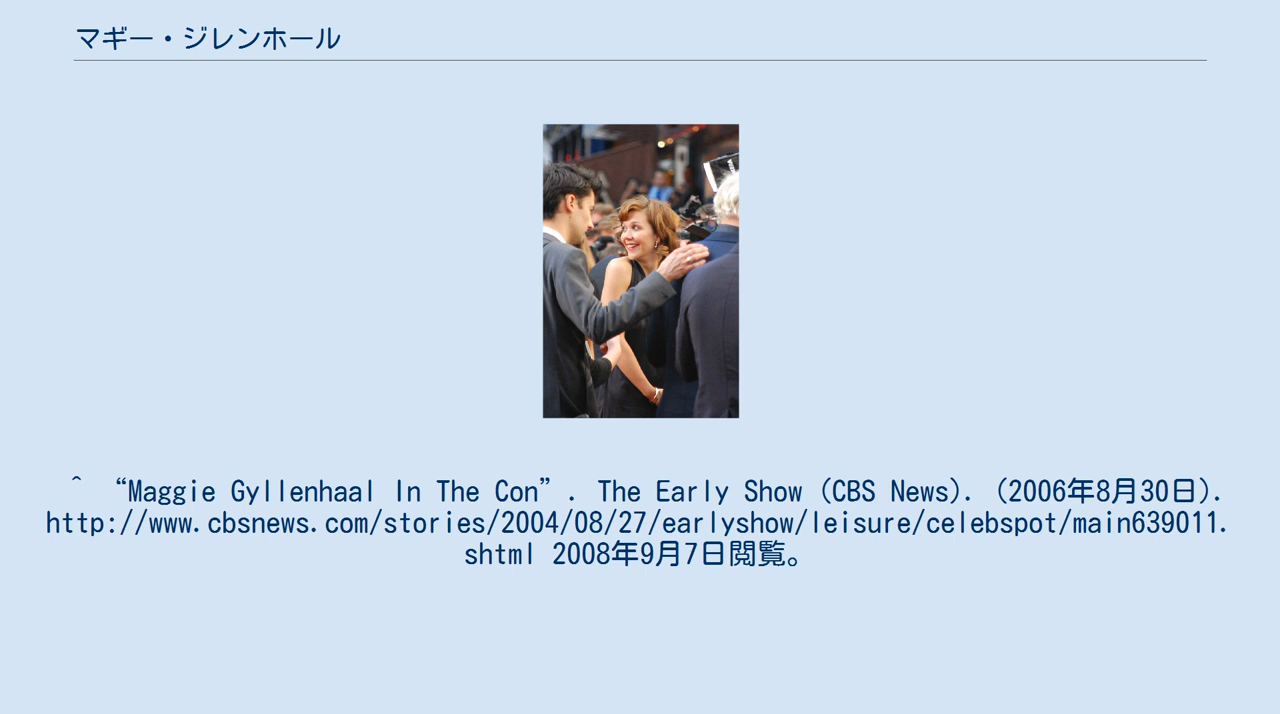 マギー・ジレンホール
^ “Maggie Gyllenhaal In The Con”. The Early Show (CBS News). (2006年8月30日).
http://www.cbsnews.com/stories/2004/08/27/earlyshow/leisure/celebspot/main639011.
shtml 2008年9月7日閲覧。